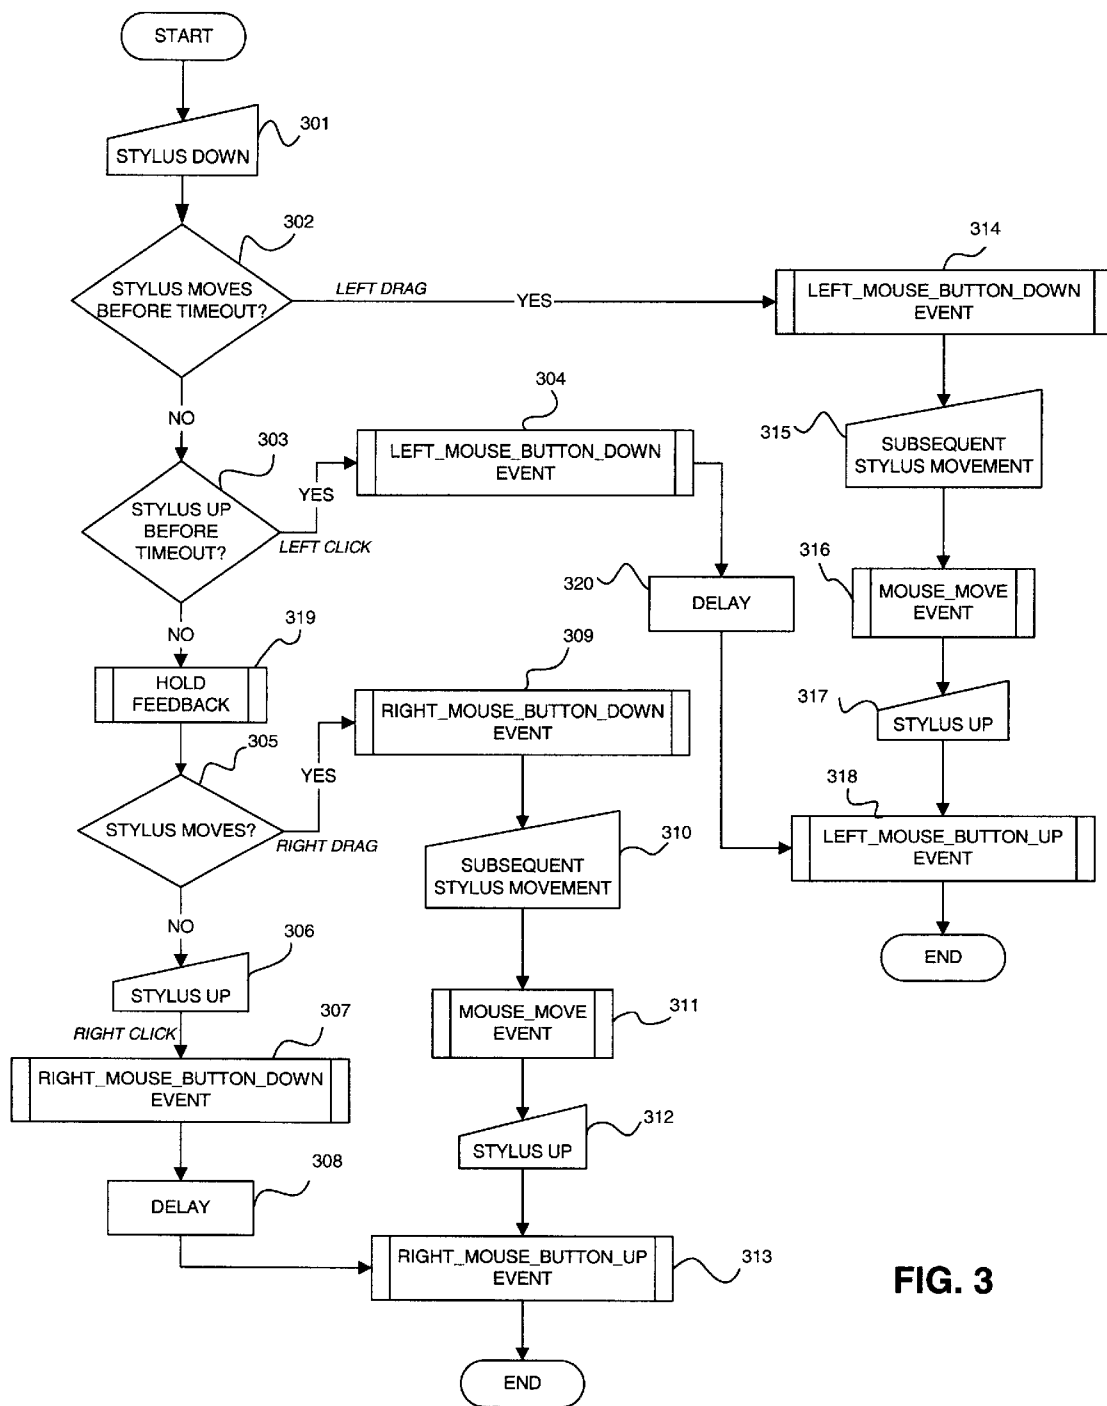 START
301
STYLUS DOWN
302
STYLUS MOVES
BEFORE TIMEOUT?
LEFT DRAG
YES
314
LEFT_MOUSE_BUTTON_DOWN
EVENT
NO
303
STYLUS UP
BEFORE
TIMEOUT?
YES
LEFT CLICK
304
LEFT_MOUSE_BUTTON_DOWN
EVENT
315
SUBSEQUENT
STYLUS MOVEMENT
320
DELAY
316
MOUSE_MOVE
EVENT
NO
319
HOLD
FEEDBACK
309
RIGHT_MOUSE_BUTTON_DOWN
EVENT
317
STYLUS UP
305
STYLUS MOVES?
YES
RIGHT DRAG
318
LEFT_MOUSE_BUTTON_UP
EVENT
310
SUBSEQUENT
STYLUS MOVEMENT
NO
END
306
STYLUS UP
RIGHT CLICK
307
RIGHT_MOUSE_BUTTON_DOWN
EVENT
311
MOUSE_MOVE
EVENT
312
STYLUS UP
308
DELAY
RIGHT_MOUSE_BUTTON_UP
EVENT
313
FIG. 3
END